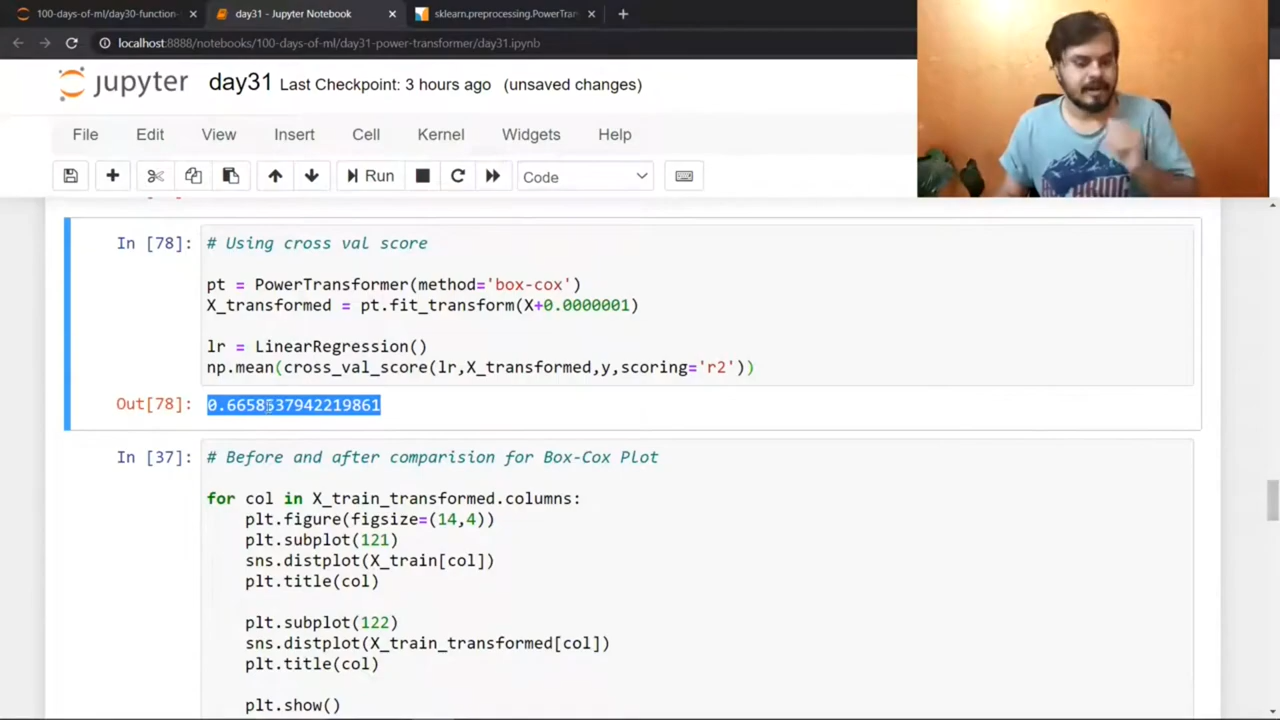 100-days-of-ml/day30-function-
day31 - Jupyter Notebook
sklearn.preprocessing.PowerTran
localhost:8888/notebooks/100-days-of-ml/day31-power-transformer/day31.ipynb
jupyter day31 Last Checkpoint: 3 hours ago (unsaved changes)
File Edit View Insert Cell Kernel Widgets Help
Run Code
In [78]: # Using cross val score
pt = PowerTransformer(method='box-cox')
X_transformed = pt.fit_transform(X+0.0000001)
lr = LinearRegression()
np.mean(cross_val_score(lr,X_transformed,y,scoring='r2'))
Out[78]: 0.6658537942219861
In [37]: # Before and after comparision for Box-Cox Plot
for col in X_train_transformed.columns:
plt.figure(figsize=(14,4))
plt.subplot(121)
sns.distplot(X_train[col])
plt.title(col)
plt.subplot(122)
sns.distplot(X_train_transformed[col])
plt.title(col)
plt.show()